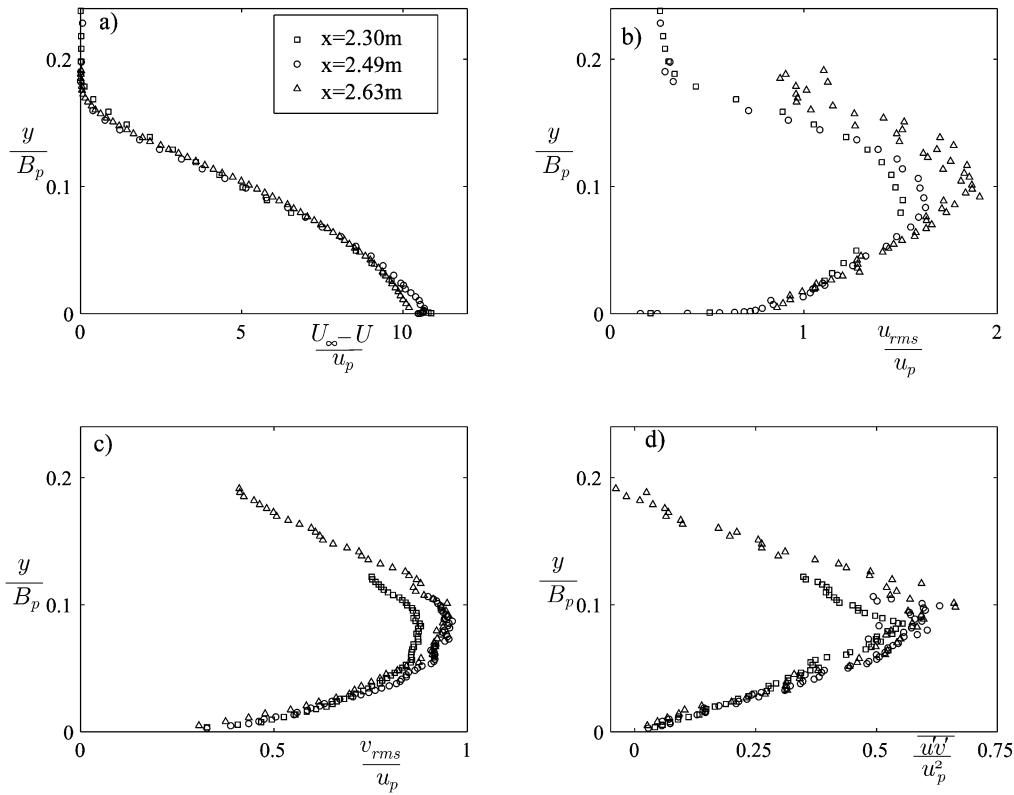 a)
x=2.30m
x=2.49m
x=2.63m
0.2
y
B_p
0.1
0
0 5 10
U_∞−U
u_p
b)
0.2
y
B_p
0.1
0
0 1 2
u_rms
u_p
c)
0.2
y
B_p
0.1
0
0 0.5 1
v_rms
u_p
d)
0.2
y
B_p
0.1
0
0 0.25 0.5 0.75
u'v'
u_p^2